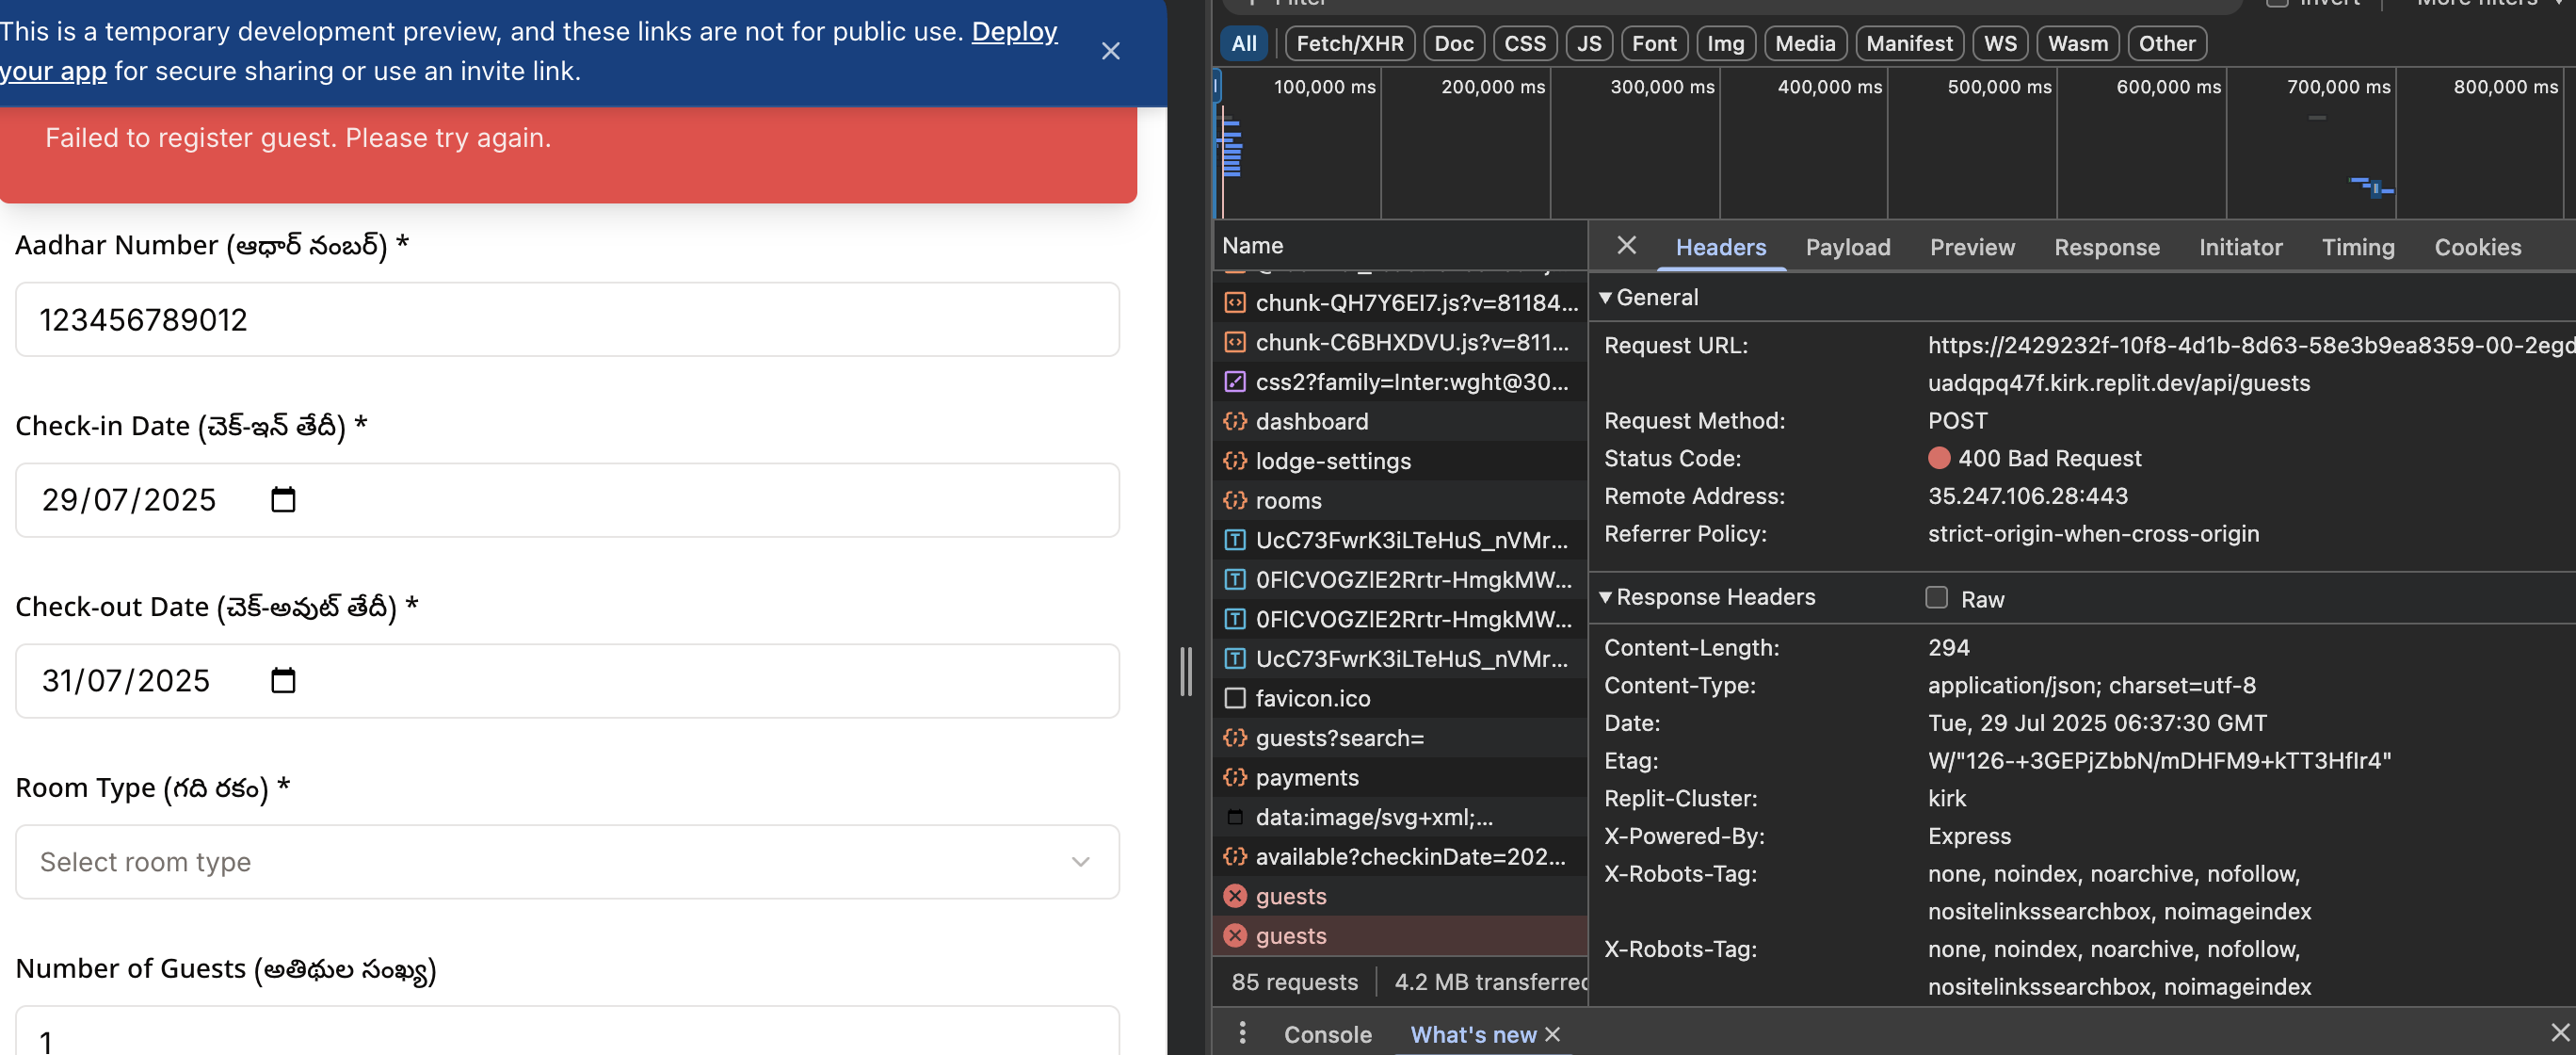 This is a temporary development preview, and these links are not for public use. Deploy
your app for secure sharing or use an invite link.
Failed to register guest. Please try again.
Aadhar Number (ఆధార్ నంబర్) *
123456789012
Check-in Date (చెక్-ఇన్ తేదీ) *
29/07/2025
Check-out Date (చెక్-అవుట్ తేదీ) *
31/07/2025
Room Type (గది రకం) *
Select room type
Number of Guests (అతిథుల సంఖ్య)
1
Filter
Invert
More filters
All
Fetch/XHR
Doc
CSS
JS
Font
Img
Media
Manifest
WS
Wasm
Other
100,000 ms
200,000 ms
300,000 ms
400,000 ms
500,000 ms
600,000 ms
700,000 ms
800,000 ms
Name
chunk-QH7Y6EI7.js?v=81184...
chunk-C6BHXDVU.js?v=811...
css2?family=Inter:wght@30...
dashboard
lodge-settings
rooms
UcC73FwrK3iLTeHuS_nVMr...
0FlCVOGZlE2Rrtr-HmgkMW...
0FlCVOGZlE2Rrtr-HmgkMW...
UcC73FwrK3iLTeHuS_nVMr...
favicon.ico
guests?search=
payments
data:image/svg+xml;...
available?checkinDate=202...
guests
guests
85 requests
4.2 MB transferred
Headers
Payload
Preview
Response
Initiator
Timing
Cookies
General
Request URL:
https://2429232f-10f8-4d1b-8d63-58e3b9ea8359-00-2egd
uadqpq47f.kirk.replit.dev/api/guests
Request Method:
POST
Status Code:
400 Bad Request
Remote Address:
35.247.106.28:443
Referrer Policy:
strict-origin-when-cross-origin
Response Headers
Raw
Content-Length:
294
Content-Type:
application/json; charset=utf-8
Date:
Tue, 29 Jul 2025 06:37:30 GMT
Etag:
W/"126-+3GEPjZbbN/mDHFM9+kTT3HfIr4"
Replit-Cluster:
kirk
X-Powered-By:
Express
X-Robots-Tag:
none, noindex, noarchive, nofollow,
nositelinkssearchbox, noimageindex
X-Robots-Tag:
none, noindex, noarchive, nofollow,
nositelinkssearchbox, noimageindex
Console
What's new